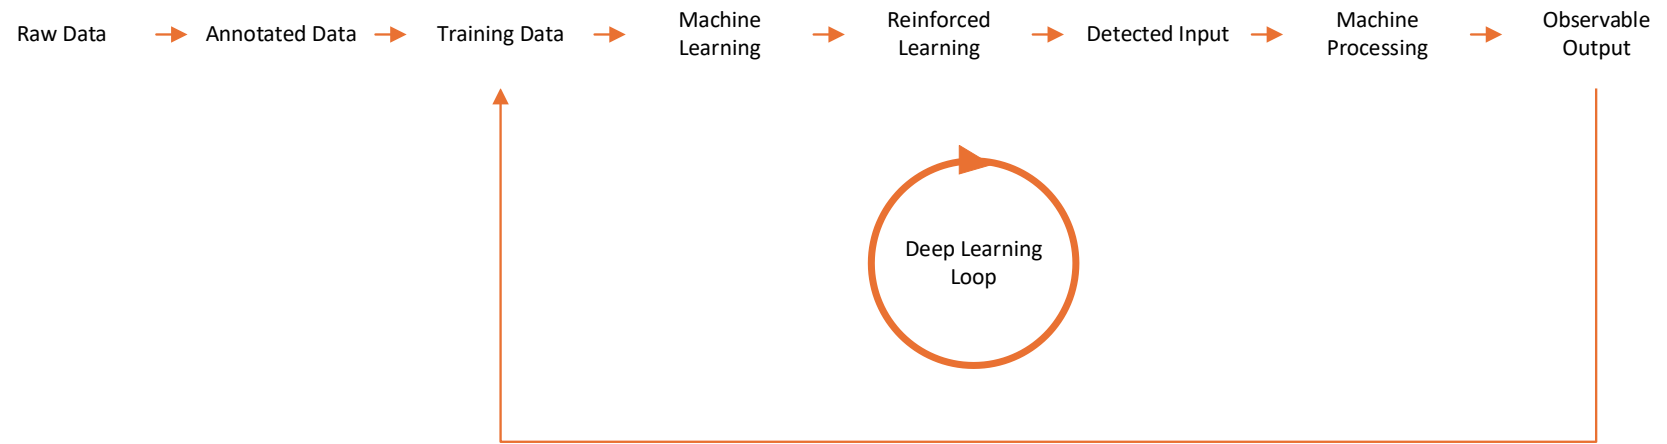 Raw Data
Annotated Data
Training Data
Machine
Learning
Reinforced
Learning
Detected Input
Machine
Processing
Observable
Output
Deep Learning
Loop